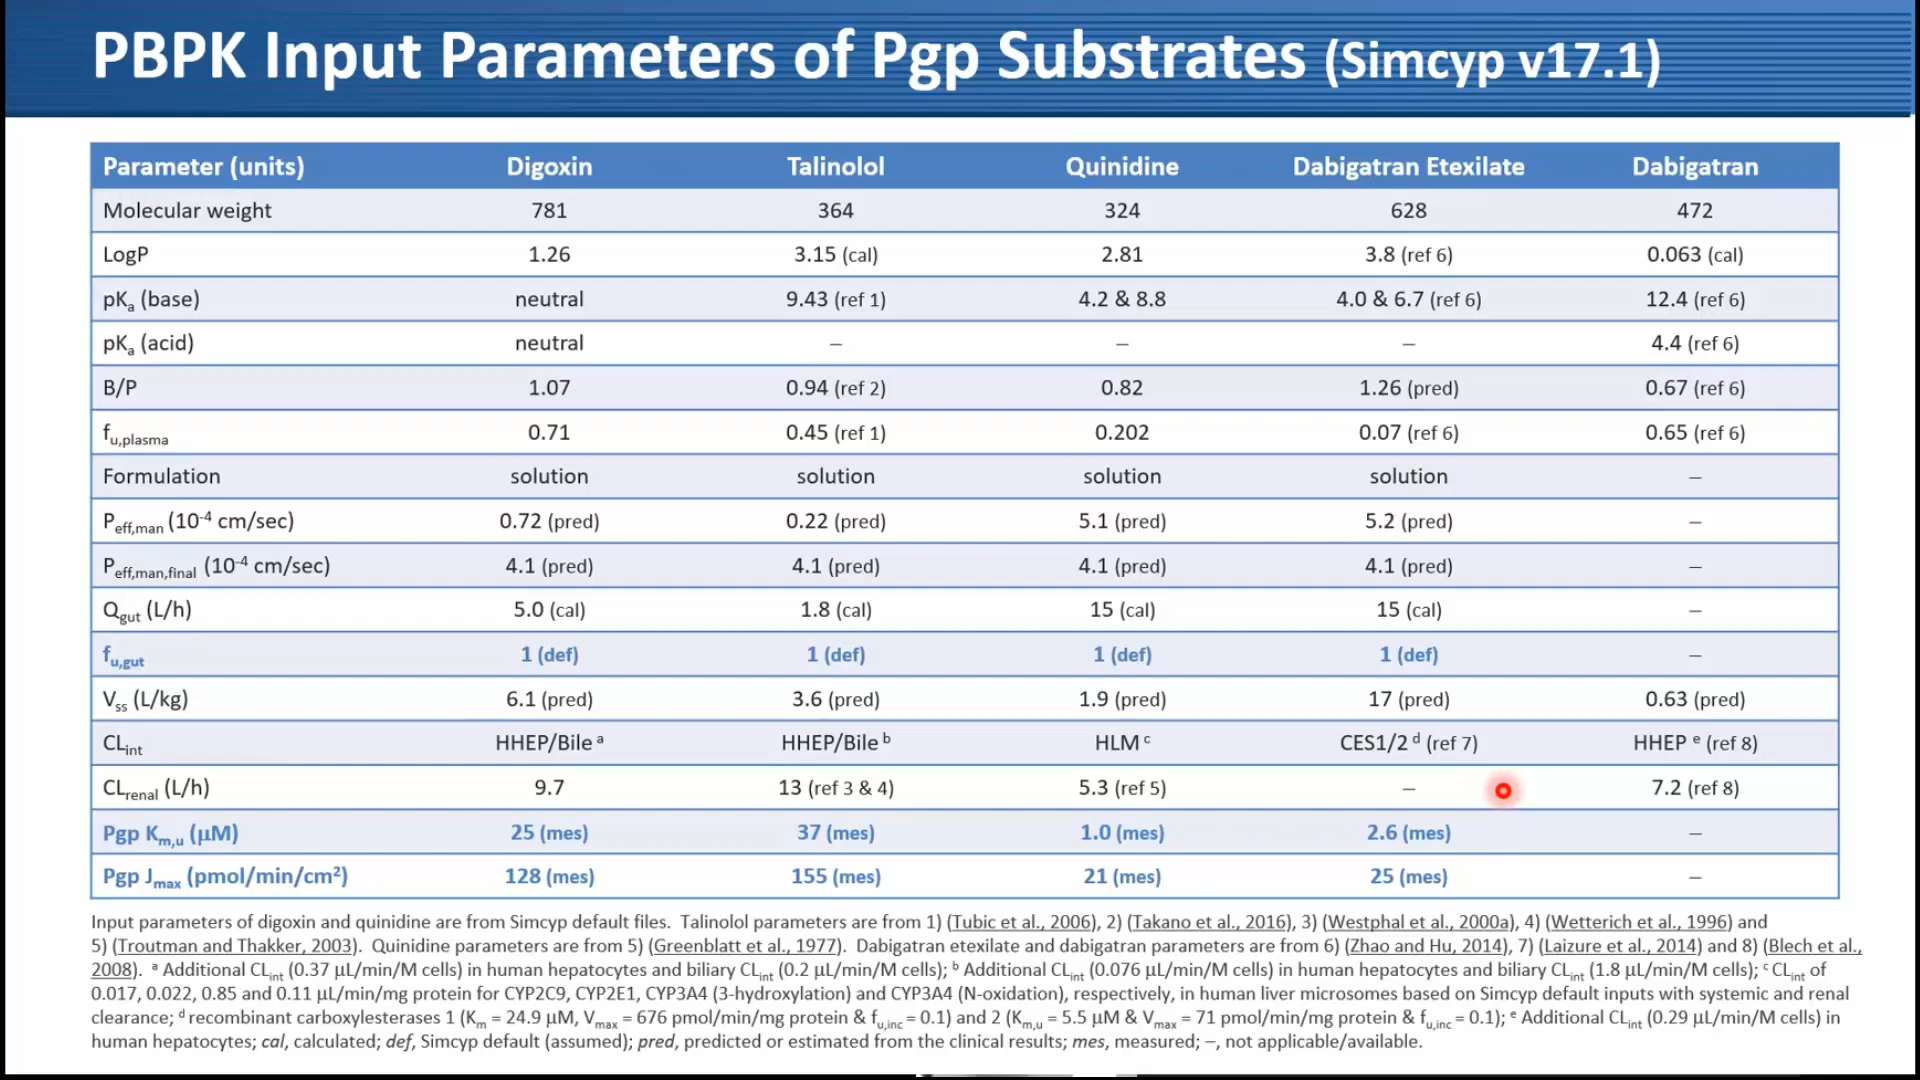 PBPK Input Parameters of Pgp Substrates (Simcyp v17.1)
Parameter (units) Digoxin Talinolol Quinidine Dabigatran Etexilate Dabigatran
Molecular weight 781 364 324 628 472
LogP 1.26 3.15 (cal) 2.81 3.8 (ref 6) 0.063 (cal)
pKa (base) neutral 9.43 (ref 1) 4.2 & 8.8 4.0 & 6.7 (ref 6) 12.4 (ref 6)
pKa (acid) neutral – – – 4.4 (ref 6)
B/P 1.07 0.94 (ref 2) 0.82 1.26 (pred) 0.67 (ref 6)
fu,plasma 0.71 0.45 (ref 1) 0.202 0.07 (ref 6) 0.65 (ref 6)
Formulation solution solution solution solution –
Peff,man (10-4 cm/sec) 0.72 (pred) 0.22 (pred) 5.1 (pred) 5.2 (pred) –
Peff,man,final (10-4 cm/sec) 4.1 (pred) 4.1 (pred) 4.1 (pred) 4.1 (pred) –
Qgut (L/h) 5.0 (cal) 1.8 (cal) 15 (cal) 15 (cal) –
fu,gut 1 (def) 1 (def) 1 (def) 1 (def) –
Vss (L/kg) 6.1 (pred) 3.6 (pred) 1.9 (pred) 17 (pred) 0.63 (pred)
CLint HHEP/Bile a HHEP/Bile b HLM c CES1/2 d (ref 7) HHEP e (ref 8)
CLrenal (L/h) 9.7 13 (ref 3 & 4) 5.3 (ref 5) – 7.2 (ref 8)
Pgp Km,u (µM) 25 (mes) 37 (mes) 1.0 (mes) 2.6 (mes) –
Pgp Jmax (pmol/min/cm2) 128 (mes) 155 (mes) 21 (mes) 25 (mes) –
Input parameters of digoxin and quinidine are from Simcyp default files. Talinolol parameters are from 1) (Tubic et al., 2006), 2) (Takano et al., 2016), 3) (Westphal et al., 2000a), 4) (Wetterich et al., 1996) and
5) (Troutman and Thakker, 2003). Quinidine parameters are from 5) (Greenblatt et al., 1977). Dabigatran etexilate and dabigatran parameters are from 6) (Zhao and Hu, 2014), 7) (Laizure et al., 2014) and 8) (Blech et al.,
2008). a Additional CLint (0.37 µL/min/M cells) in human hepatocytes and biliary CLint (0.2 µL/min/M cells); b Additional CLint (0.076 µL/min/M cells) in human hepatocytes and biliary CLint (1.8 µL/min/M cells); c CLint of
0.017, 0.022, 0.85 and 0.11 µL/min/mg protein for CYP2C9, CYP2E1, CYP3A4 (3-hydroxylation) and CYP3A4 (N-oxidation), respectively, in human liver microsomes based on Simcyp default inputs with systemic and renal
clearance; d recombinant carboxylesterases 1 (Km = 24.9 µM, Vmax = 676 pmol/min/mg protein & fu,inc = 0.1) and 2 (Km,u = 5.5 µM & Vmax = 71 pmol/min/mg protein & fu,inc = 0.1); e Additional CLint (0.29 µL/min/M cells) in
human hepatocytes; cal, calculated; def, Simcyp default (assumed); pred, predicted or estimated from the clinical results; mes, measured; –, not applicable/available.